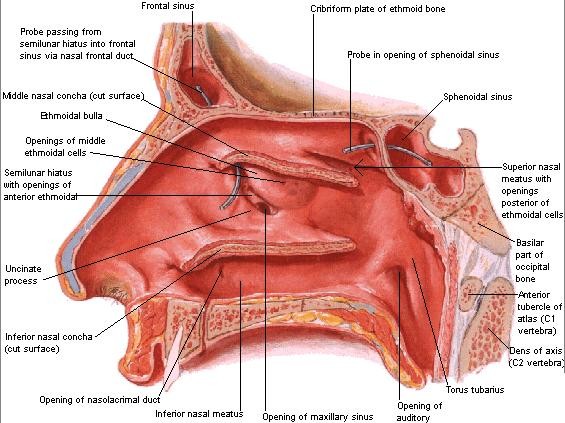 Frontal sinus
Cribriform plate of ethmoid bone
Probe passing from
semilunar hiatus into frontal
sinus via nasal frontal duct
Probe in opening of sphenoidal sinus
Middle nasal concha (cut surface)
Sphenoidal sinus
Ethmoidal bulla
Openings of middle
ethmoidal cells
Semilunar hiatus
with openings of
anterior ethmoidal
Superior nasal
meatus with
openings
posterior of
ethmoidal cells
Basilar
part of
occipital
bone
Uncinate
process
Anterior
tubercle of
atlas (C1
vertebra)
Inferior nasal concha
(cut surface)
Dens of axis
(C2 vertebra)
Torus tubarius
Opening of nasolacrimal duct
Inferior nasal meatus
Opening of maxillary sinus
Opening of
auditory